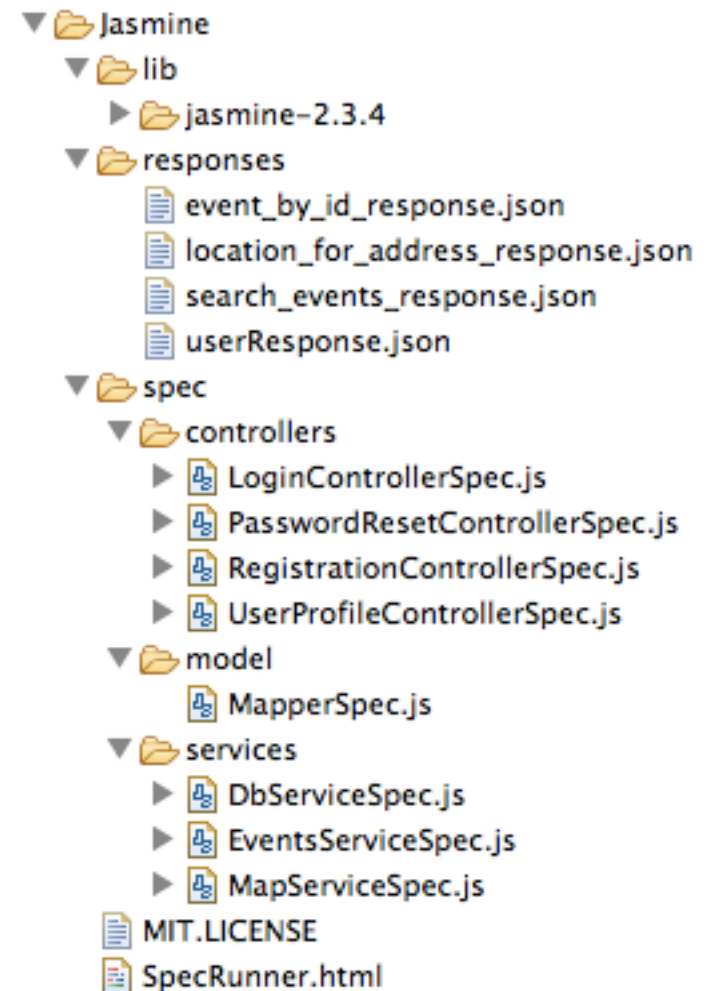 Jasmine
lib
jasmine-2.3.4
responses
event_by_id_response.json
location_for_address_response.json
search_events_response.json
userResponse.json
spec
controllers
LoginControllerSpec.js
PasswordResetControllerSpec.js
RegistrationControllerSpec.js
UserProfileControllerSpec.js
model
MapperSpec.js
services
DbServiceSpec.js
EventsServiceSpec.js
MapServiceSpec.js
MIT.LICENSE
SpecRunner.html